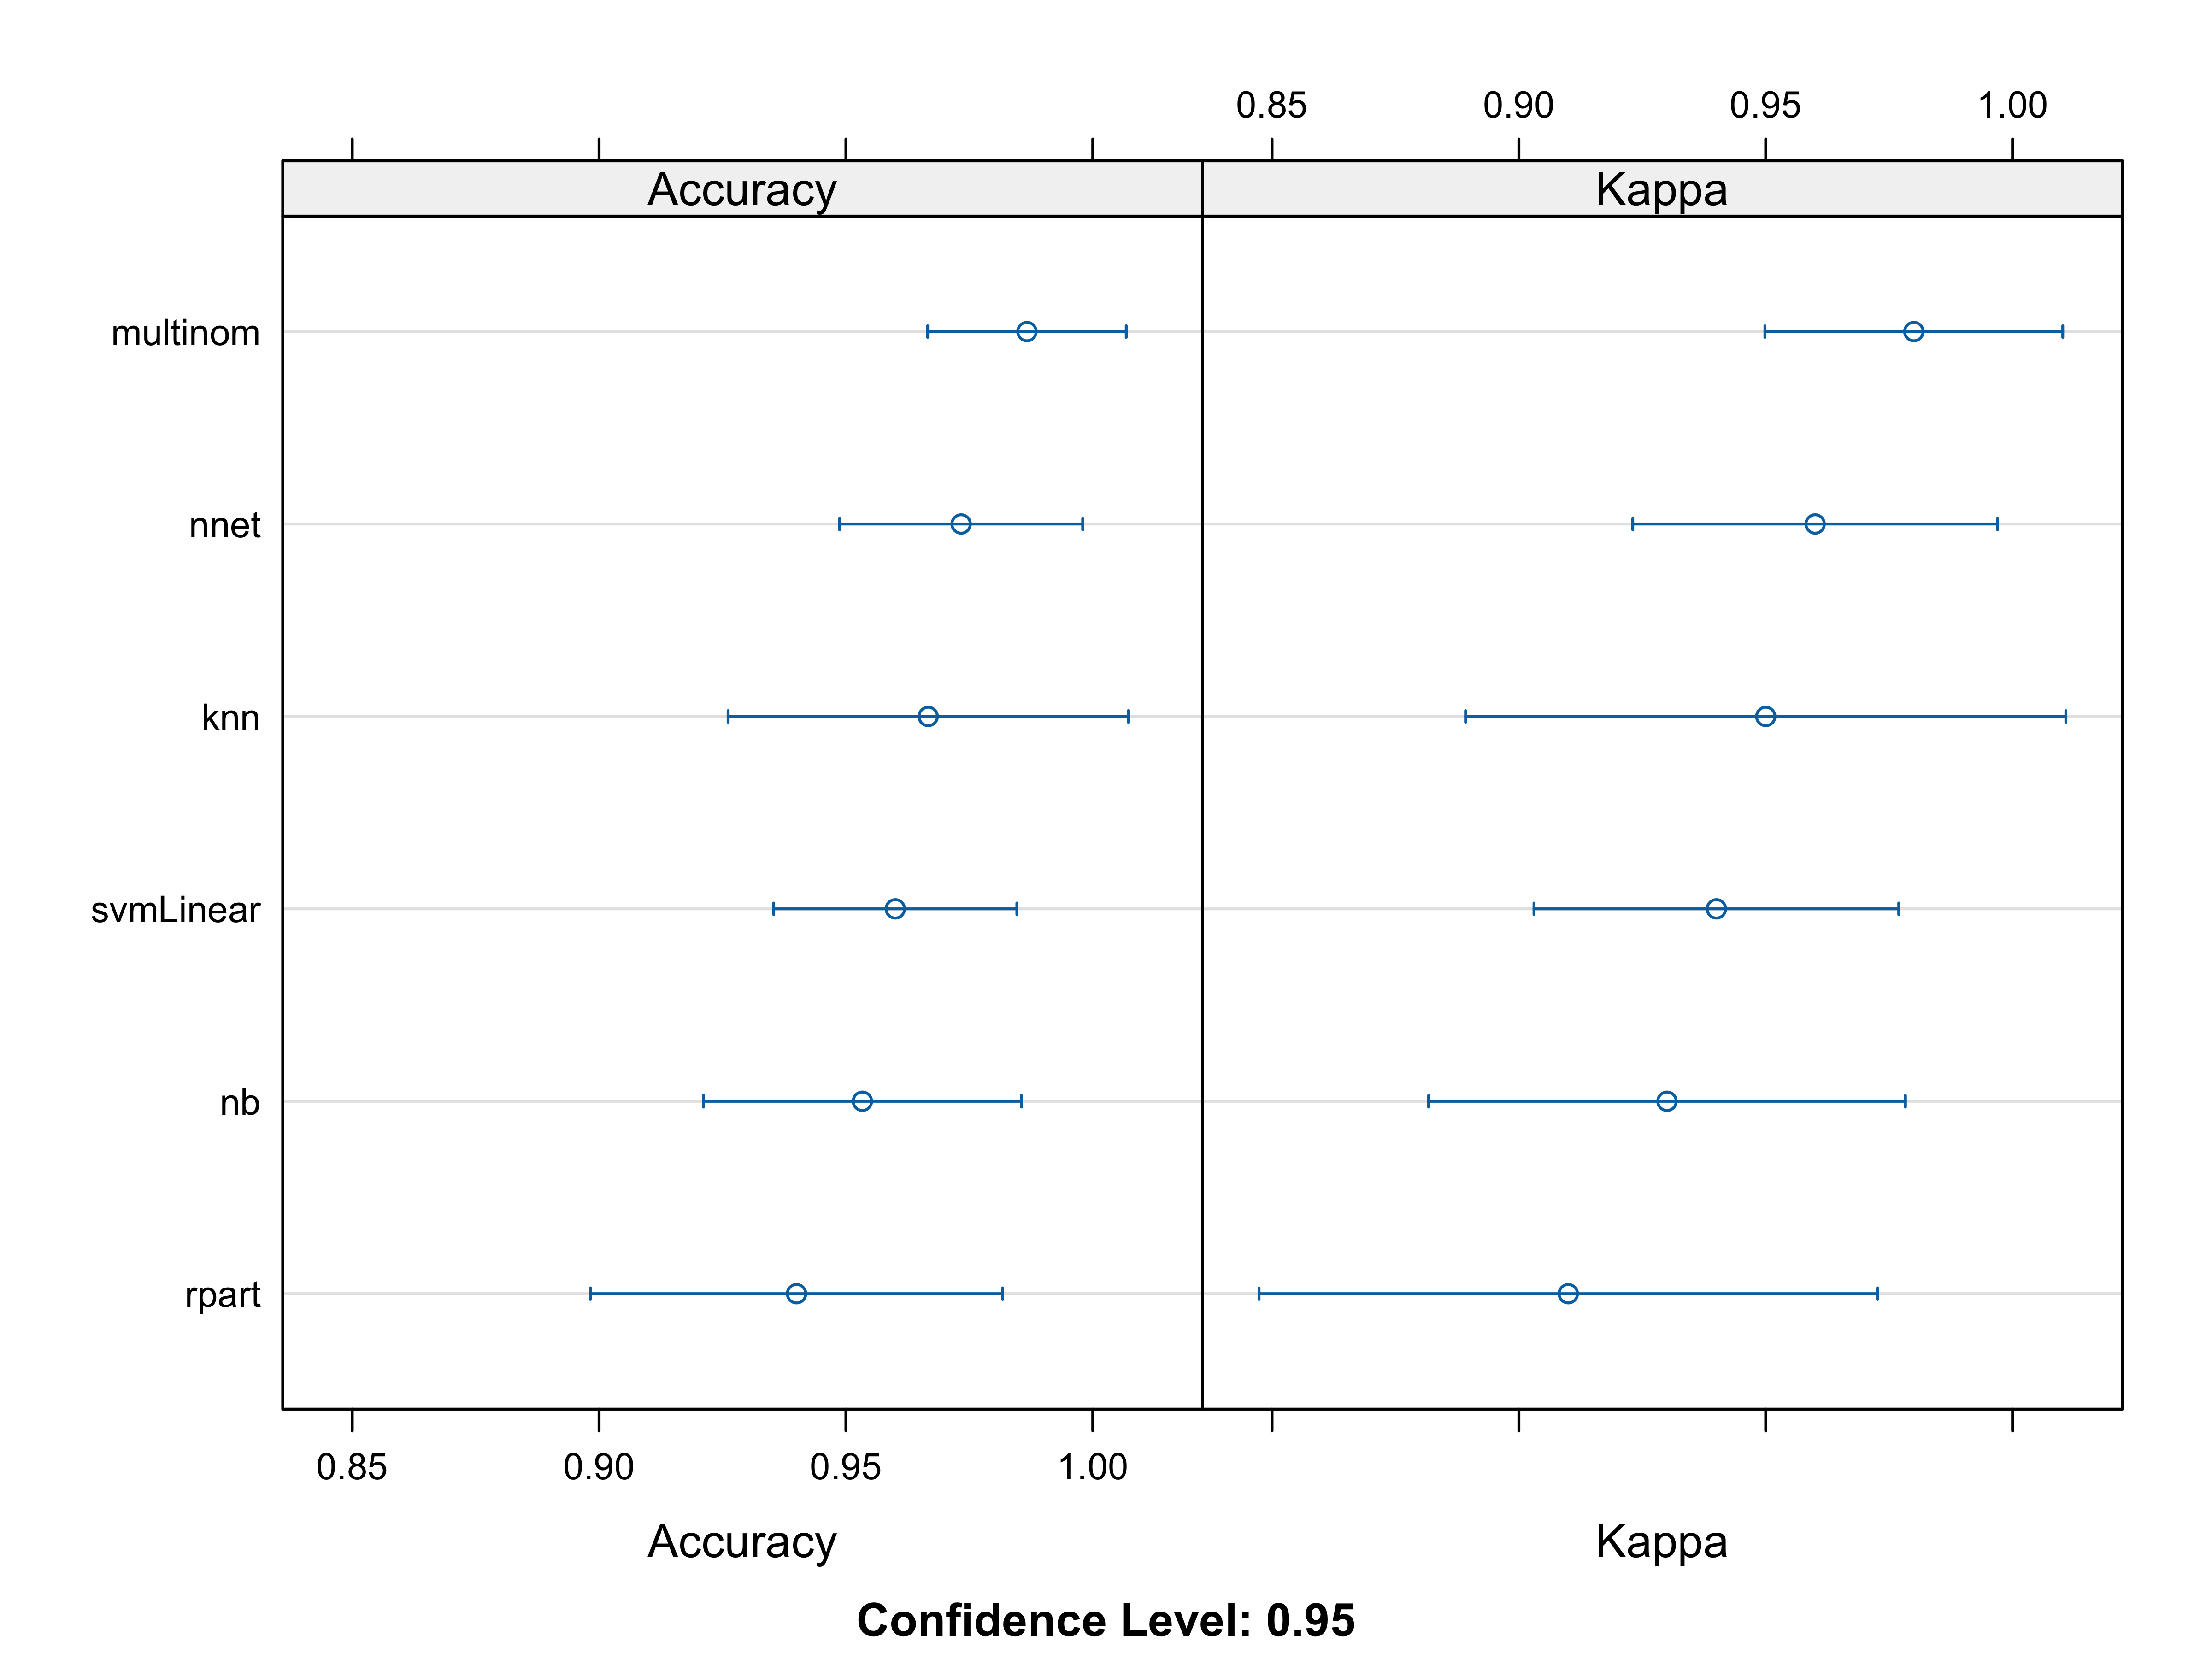 0.85 0.90 0.95 1.00
Accuracy Kappa
multinom
nnet
knn
svmLinear
nb
rpart
0.85 0.90 0.95 1.00
Accuracy Kappa
Confidence Level: 0.95